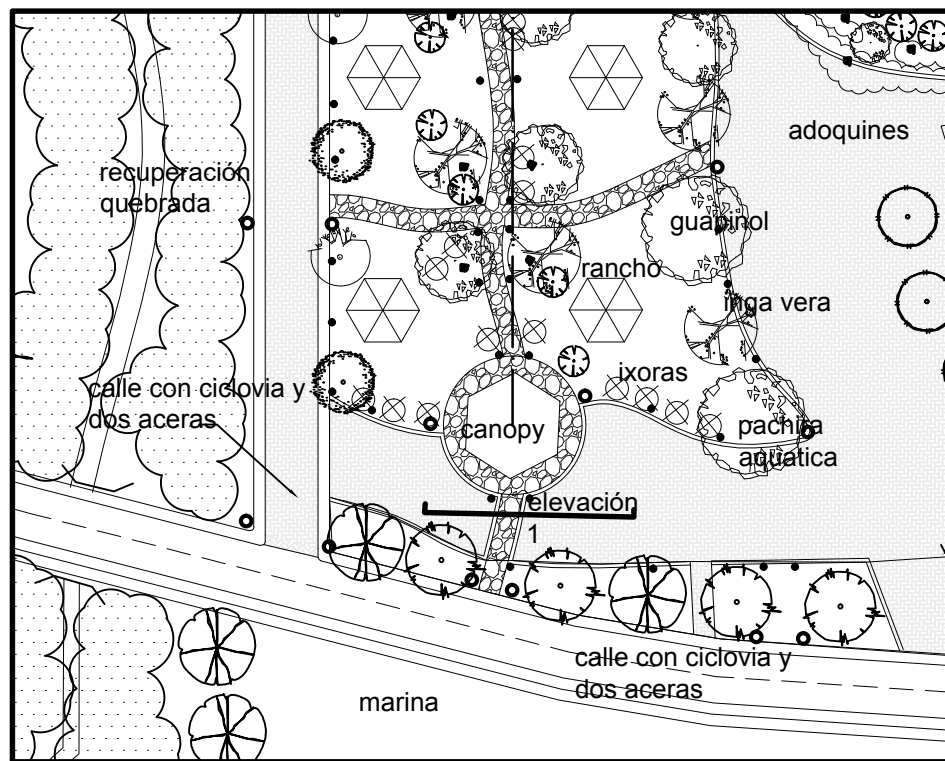 adoquines
recuperación
quebrada
guapinol
rancho
inga vera
ixoras
calle con ciclovia y
dos aceras
canopy
pachira
aquatica
elevación
1
calle con ciclovia y
dos aceras
marina